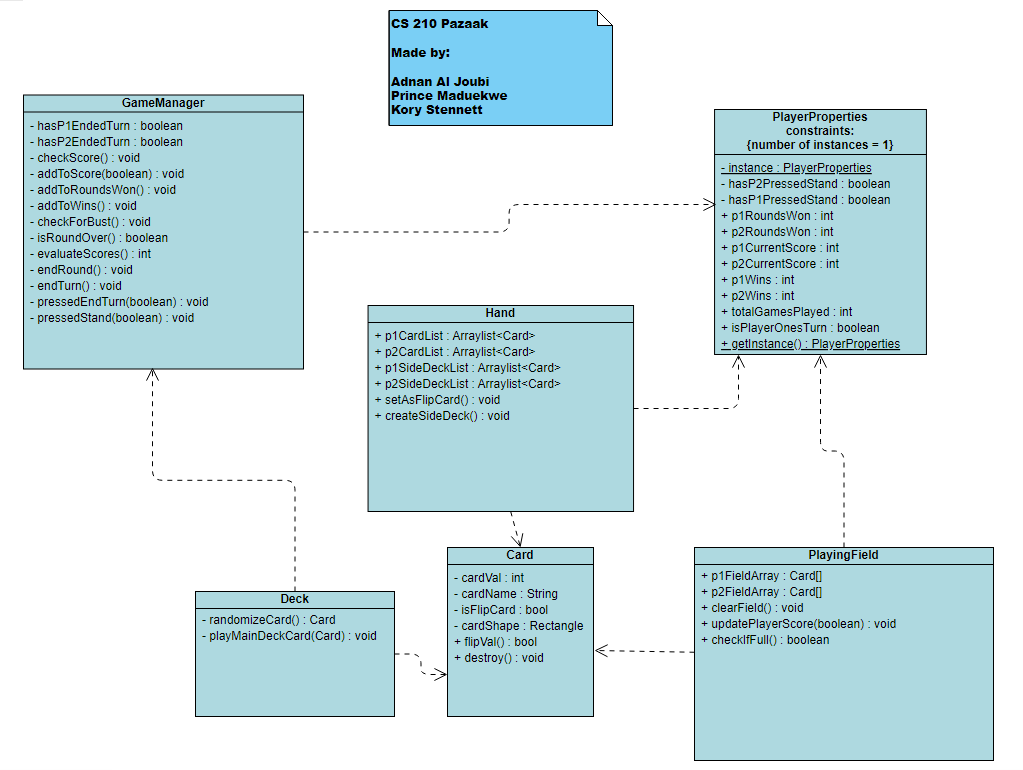 CS 210 Pazaak
Made by:
Adnan Al Joubi
Prince Maduekwe
Kory Stennett
GameManager
- hasP1EndedTurn : boolean
- hasP2EndedTurn : boolean
- checkScore() : void
- addToScore(boolean) : void
- addToRoundsWon() : void
- addToWins() : void
- checkForBust() : void
- isRoundOver() : boolean
- evaluateScores() : int
- endRound() : void
- endTurn() : void
- pressedEndTurn(boolean) : void
- pressedStand(boolean) : void
PlayerProperties
constraints:
{number of instances = 1}
- instance : PlayerProperties
- hasP2PressedStand : boolean
- hasP1PressedStand : boolean
+ p1RoundsWon : int
+ p2RoundsWon : int
+ p1CurrentScore : int
+ p2CurrentScore : int
+ p1Wins : int
+ p2Wins : int
+ totalGamesPlayed : int
+ isPlayerOnesTurn : boolean
+ getInstance() : PlayerProperties
Hand
+ p1CardList : Arraylist<Card>
+ p2CardList : Arraylist<Card>
+ p1SideDeckList : Arraylist<Card>
+ p2SideDeckList : Arraylist<Card>
+ setAsFlipCard() : void
+ createSideDeck() : void
Card
- cardVal : int
- cardName : String
- isFlipCard : bool
- cardShape : Rectangle
+ flipVal() : bool
+ destroy() : void
PlayingField
+ p1FieldArray : Card[]
+ p2FieldArray : Card[]
+ clearField() : void
+ updatePlayerScore(boolean) : void
+ checkIfFull() : boolean
Deck
- randomizeCard() : Card
- playMainDeckCard(Card) : void